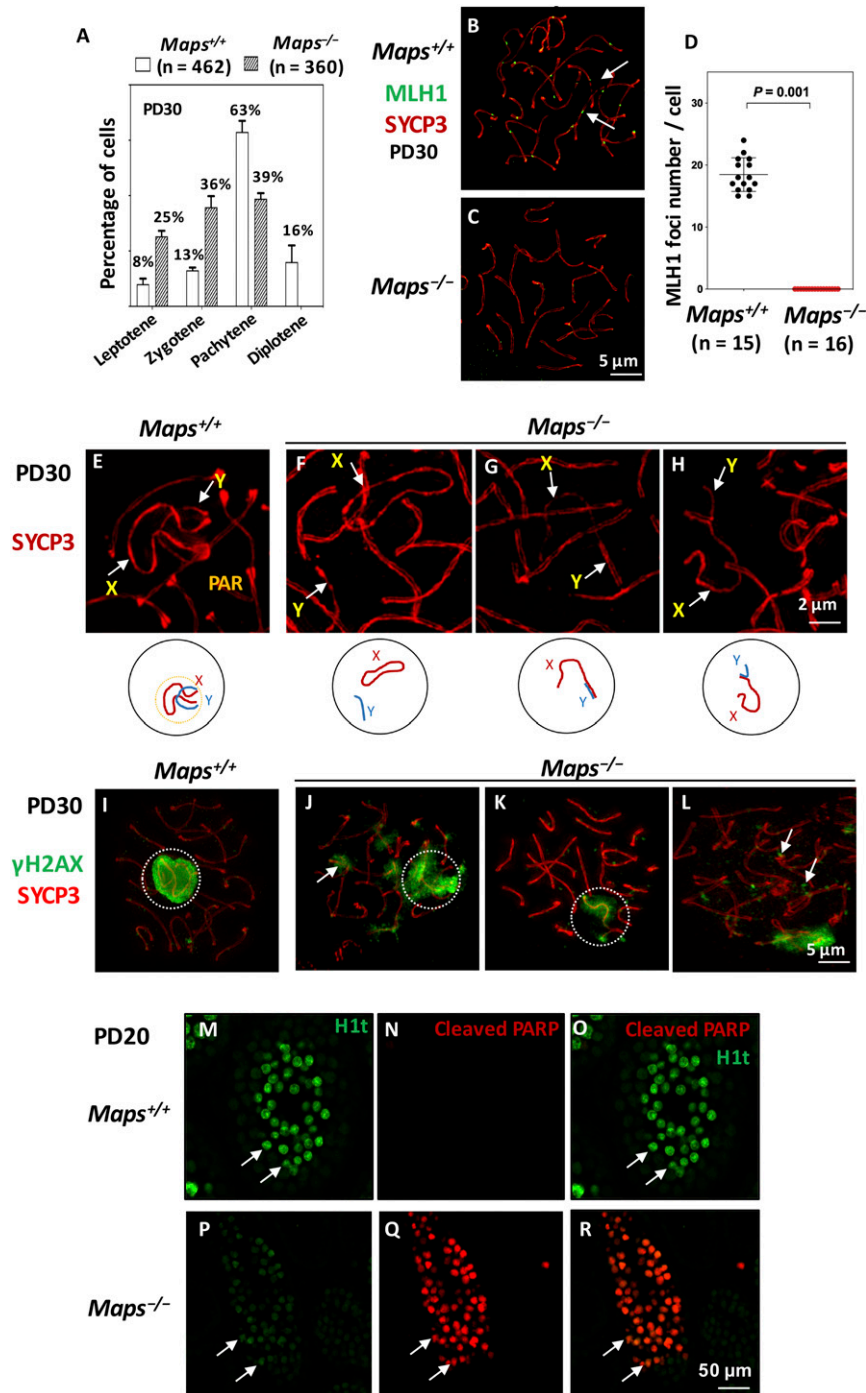 A
Maps+/+ Maps−/−
(n = 462) (n = 360)
PD30
Percentage of cells
8%
25%
13%
36%
63%
39%
16%
Leptotene
Zygotene
Pachytene
Diplotene
B
Maps+/+
MLH1
SYCP3
PD30
C
Maps−/−
5 µm
D
P = 0.001
MLH1 foci number / cell
30
20
10
0
Maps+/+ Maps−/−
(n = 15) (n = 16)
Maps+/+ Maps−/−
PD30
SYCP3
E
Y
X
PAR
F
X
Y
G
X
Y
H
Y
X
2 µm
X
Y
X
Y
X
Y
Y
X
Maps+/+ Maps−/−
PD30
γH2AX
SYCP3
I
J
K
L
5 µm
PD20
Maps+/+
M H1t
N Cleaved PARP
O Cleaved PARP
H1t
Maps−/−
P
Q
R
50 µm